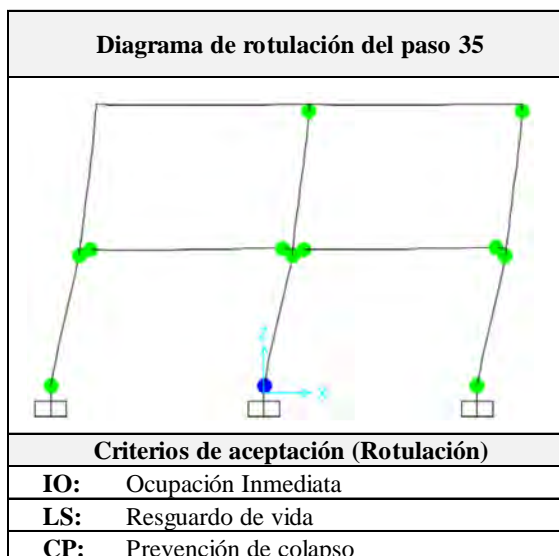 Diagrama de rotulación del paso 35
Z
X
Criterios de aceptación (Rotulación)
IO: Ocupación Inmediata
LS: Resguardo de vida
CP: Prevención de colapso